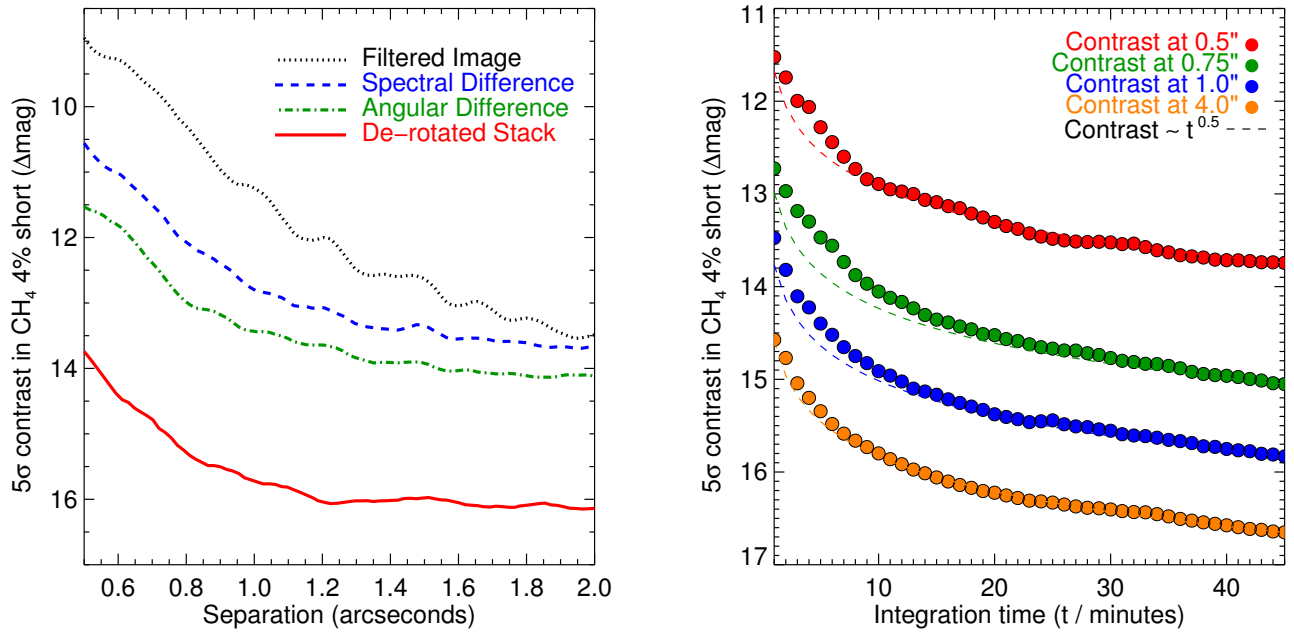 Filtered Image
Spectral Difference
Angular Difference
De-rotated Stack
10
12
14
16
5σ contrast in CH₄ 4% short (Δmag)
0.6 0.8 1.0 1.2 1.4 1.6 1.8 2.0
Separation (arcseconds)
Contrast at 0.5"
Contrast at 0.75"
Contrast at 1.0"
Contrast at 4.0"
Contrast ~ t^0.5
11
12
13
14
15
16
17
5σ contrast in CH₄ 4% short (Δmag)
10 20 30 40
Integration time (t / minutes)